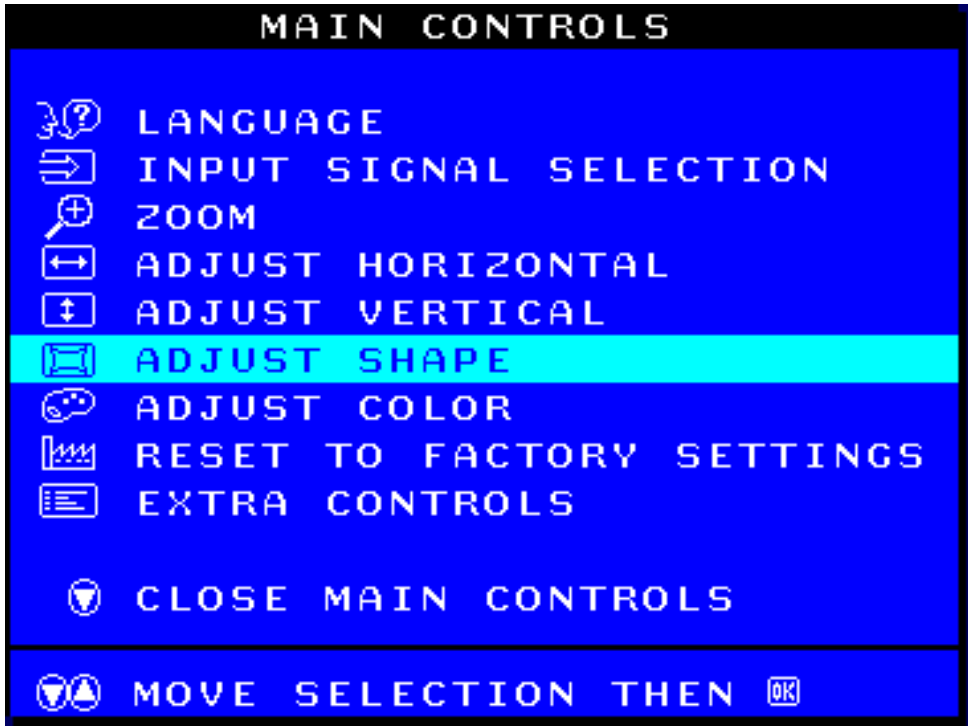 MAIN CONTROLS
LANGUAGE
INPUT SIGNAL SELECTION
ZOOM
ADJUST HORIZONTAL
ADJUST VERTICAL
ADJUST SHAPE
ADJUST COLOR
RESET TO FACTORY SETTINGS
EXTRA CONTROLS
CLOSE MAIN CONTROLS
MOVE SELECTION THEN OK